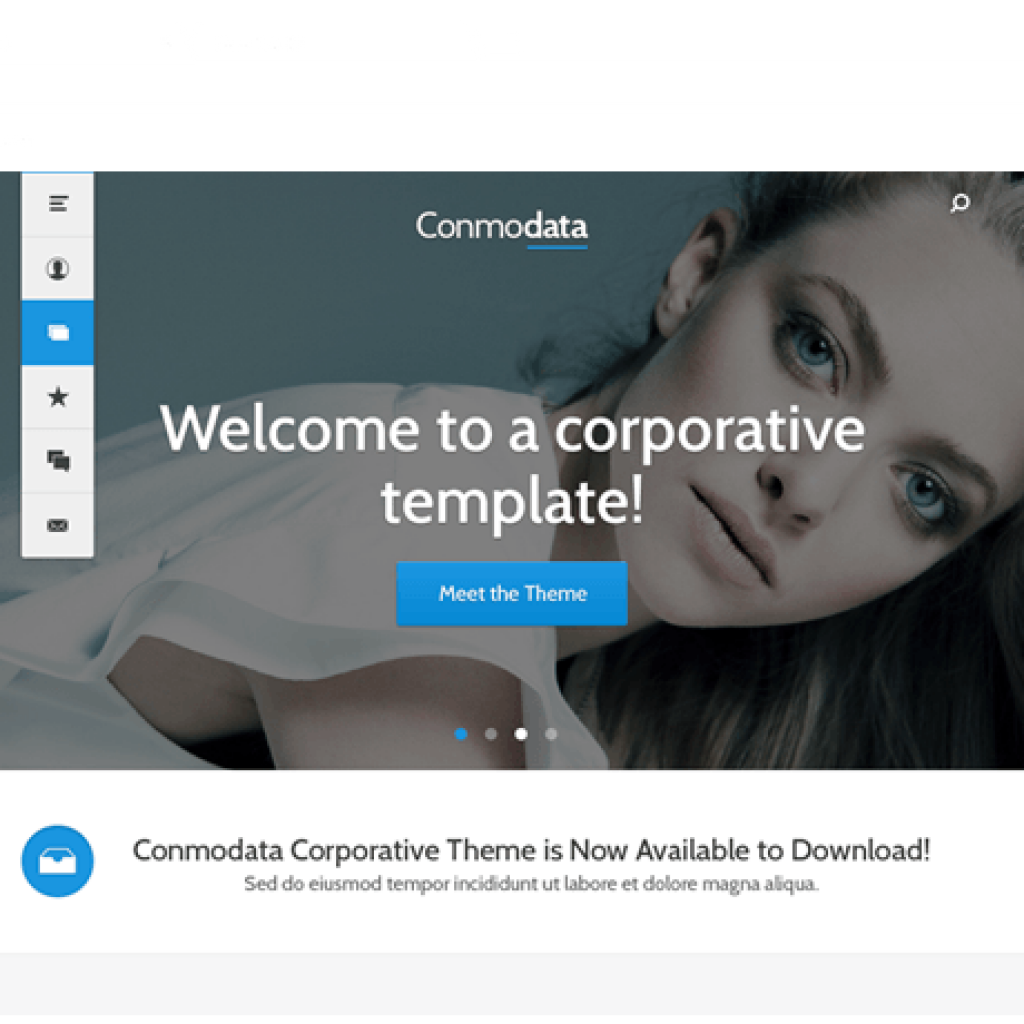 Conmodata
Welcome to a corporative
template!
Meet the Theme
Conmodata Corporative Theme is Now Available to Download!
Sed do eiusmod tempor incididunt ut labore et dolore magna aliqua.